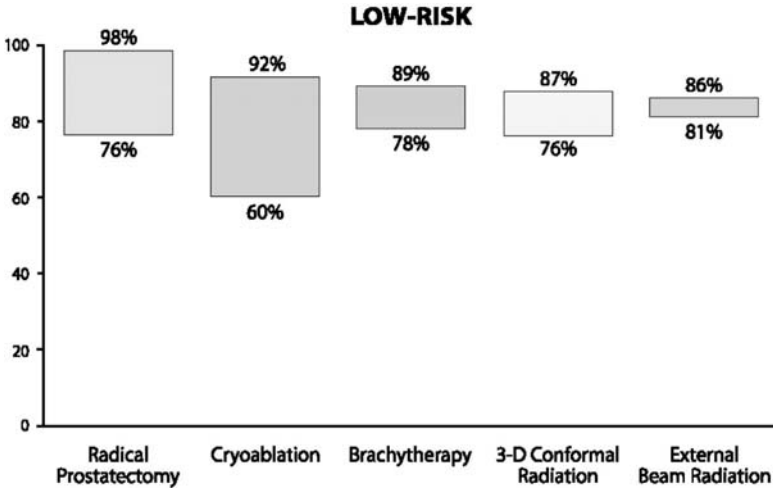 LOW-RISK
100
80
60
40
20
0
98%
76%
92%
60%
89%
78%
87%
76%
86%
81%
Radical
Prostatectomy
Cryoablation
Brachytherapy
3-D Conformal
Radiation
External
Beam Radiation